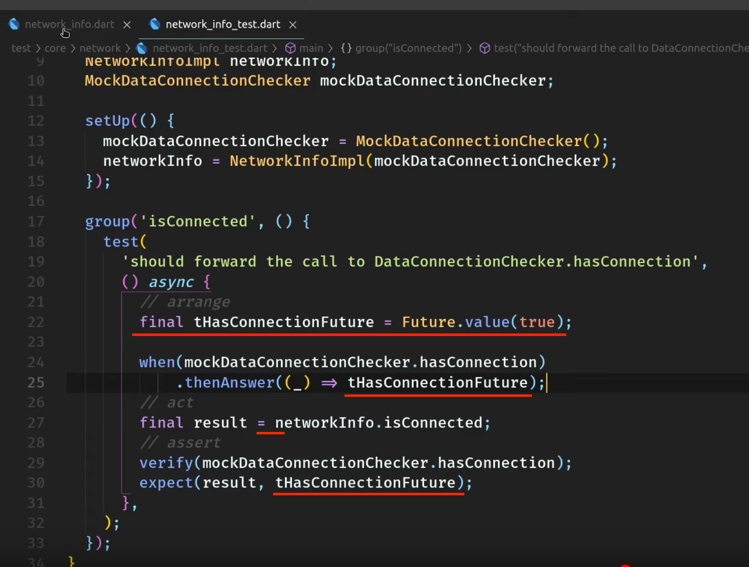 network_info.dart × network_info_test.dart ×
test > core > network > network_info_test.dart > main > {} group("isConnected") > test("should forward the call to DataConnectionChe
9 NetworkInfoImpl networkInfo;
10 MockDataConnectionChecker mockDataConnectionChecker;
11
12 setUp(() {
13 mockDataConnectionChecker = MockDataConnectionChecker();
14 networkInfo = NetworkInfoImpl(mockDataConnectionChecker);
15 });
16
17 group('isConnected', () {
18 test(
19 'should forward the call to DataConnectionChecker.hasConnection',
20 () async {
21 // arrange
22 final tHasConnectionFuture = Future.value(true);
23
24 when(mockDataConnectionChecker.hasConnection)
25 .thenAnswer((_) => tHasConnectionFuture);
26 // act
27 final result = networkInfo.isConnected;
28 // assert
29 verify(mockDataConnectionChecker.hasConnection);
30 expect(result, tHasConnectionFuture);
31 },
32 );
33 });
34 }